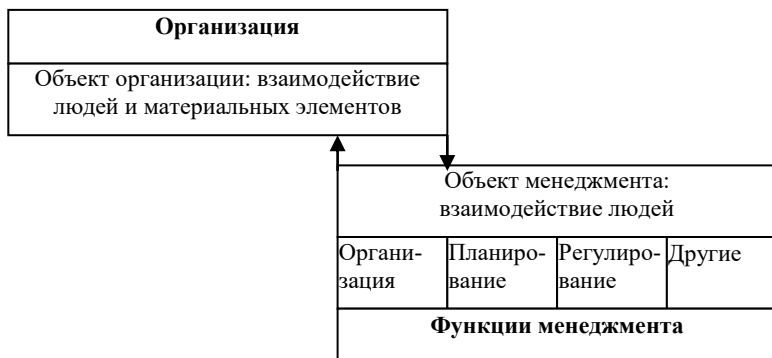 Организация
Объект организации: взаимодействие
людей и материальных элементов
Объект менеджмента:
взаимодействие людей
Органи-
зация
Планиро-
вание
Регулиро-
вание
Другие
Функции менеджмента